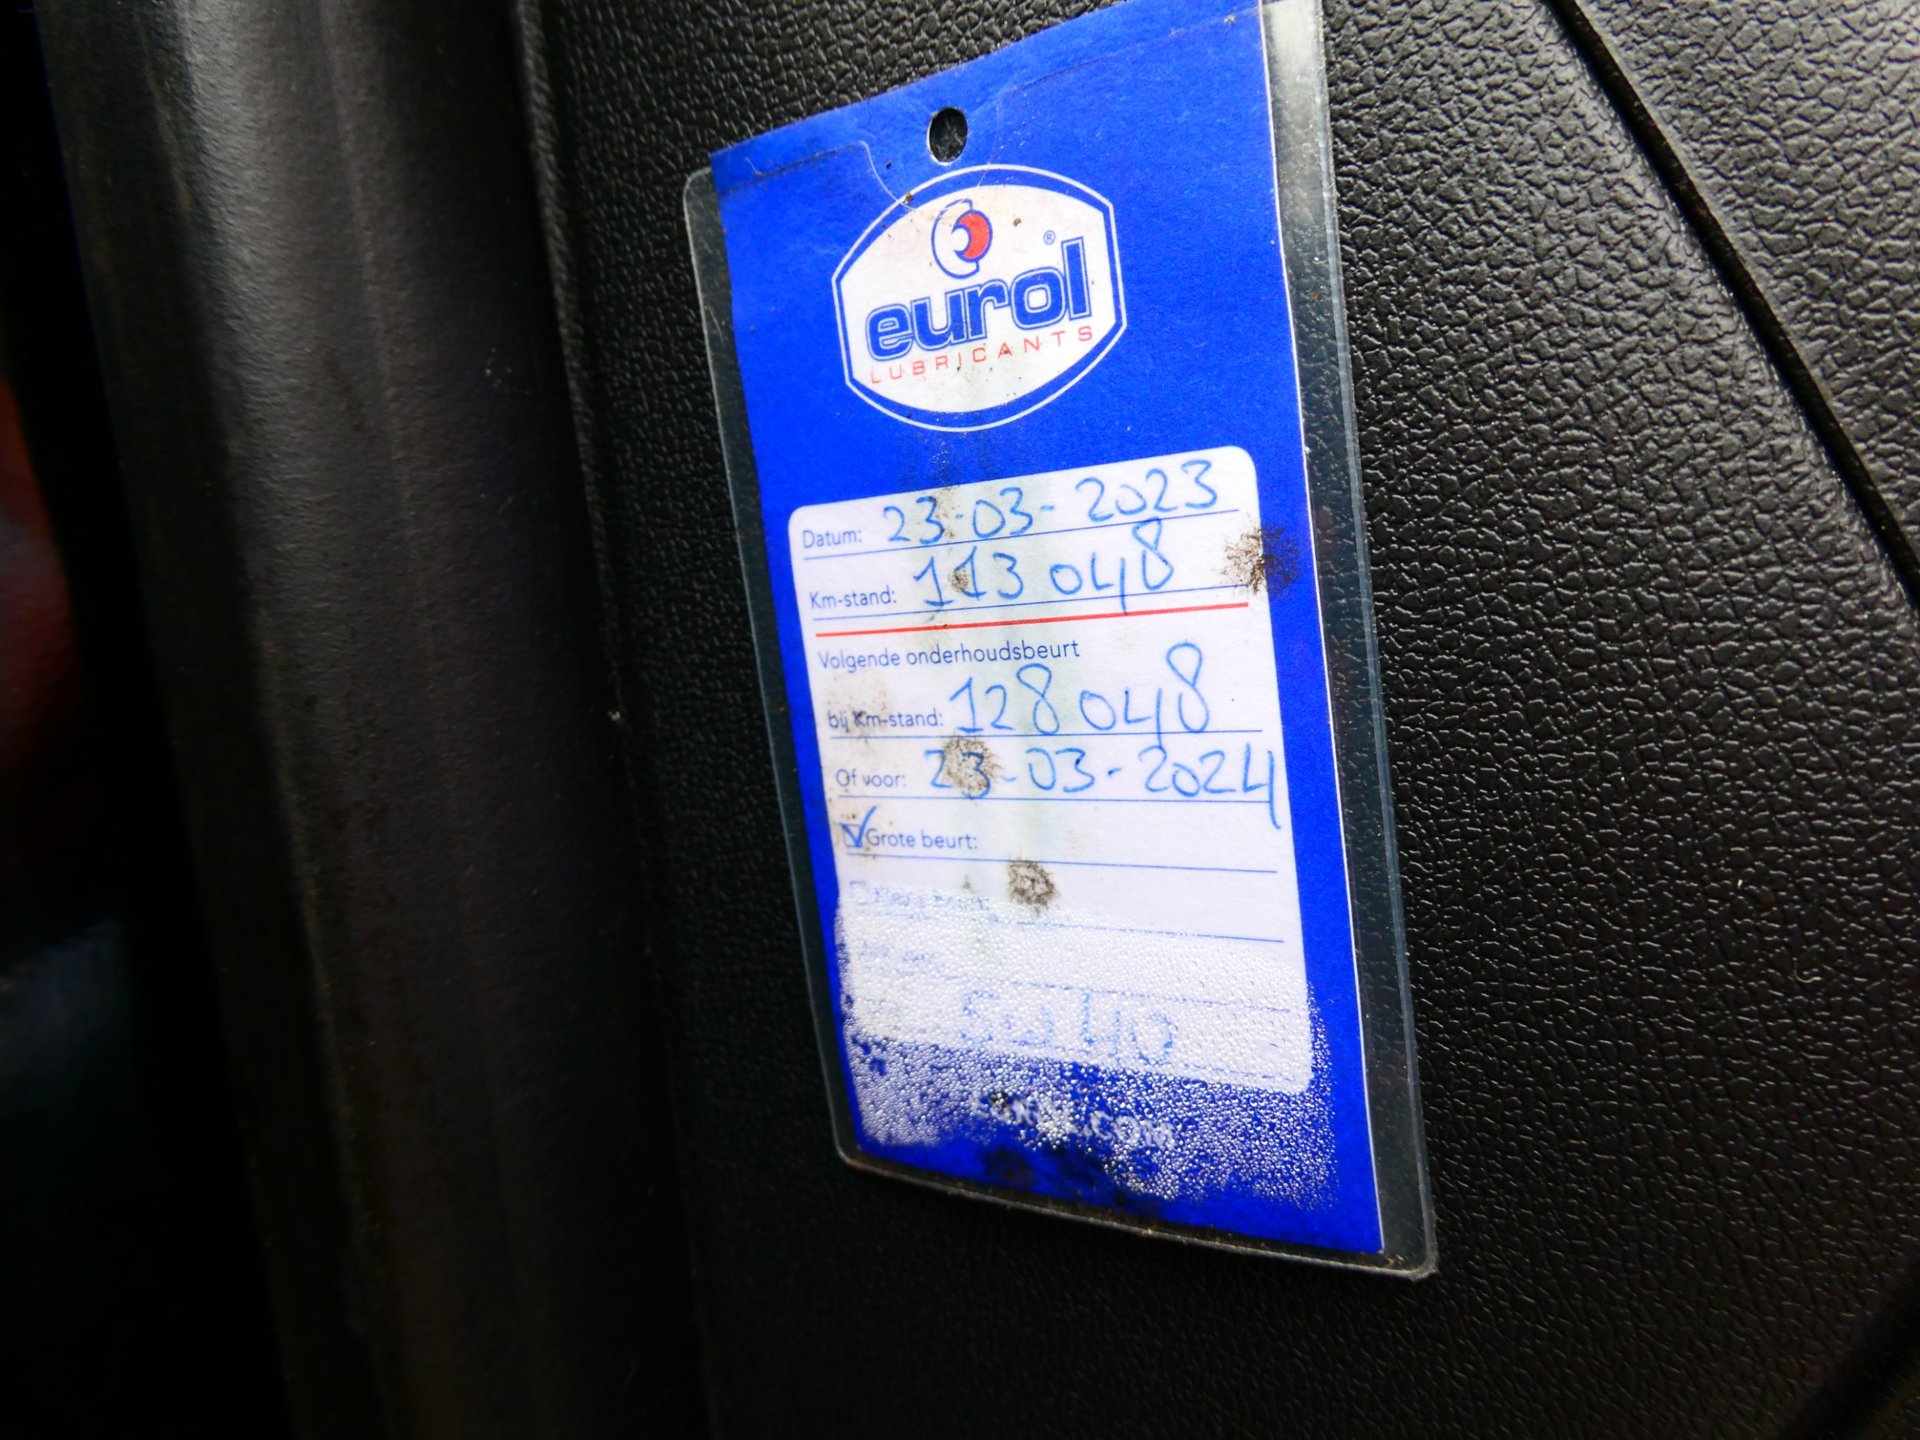 eurol®
LUBRICANTS
Datum: 23-03-2023
Km-stand: 113 048
Volgende onderhoudsbeurt
bij Km-stand: 128 048
Of voor: 23-03-2024
Grote beurt:
5w40